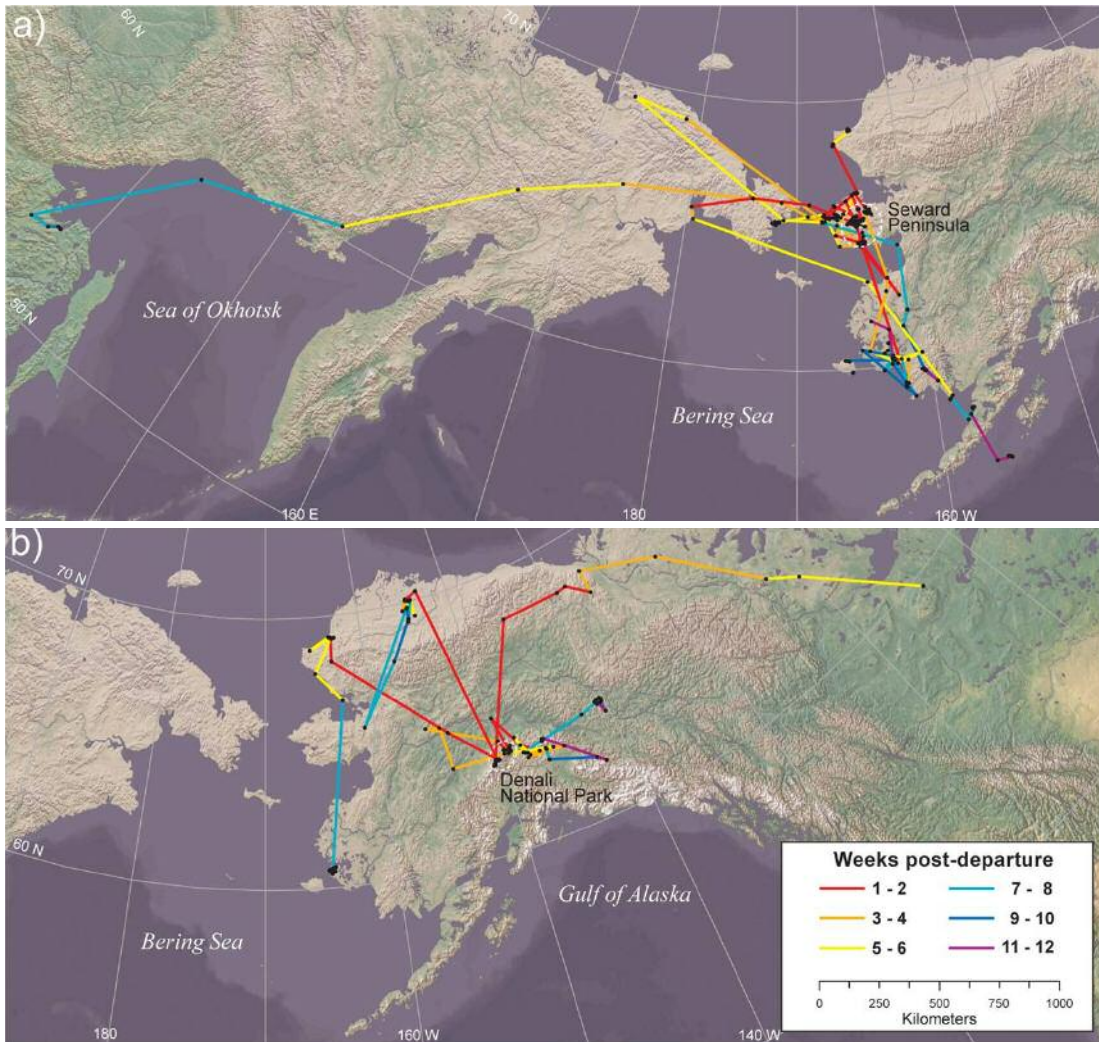 a)
60 N
70 N
Seward
Peninsula
Sea of Okhotsk
50 N
Bering Sea
160 E
180
160 W
b)
70 N
Denali
National Park
60 N
Gulf of Alaska
Bering Sea
180
160 W
140 W
Weeks post-departure
1 - 2 7 - 8
3 - 4 9 - 10
5 - 6 11 - 12
0 250 500 750 1000
Kilometers